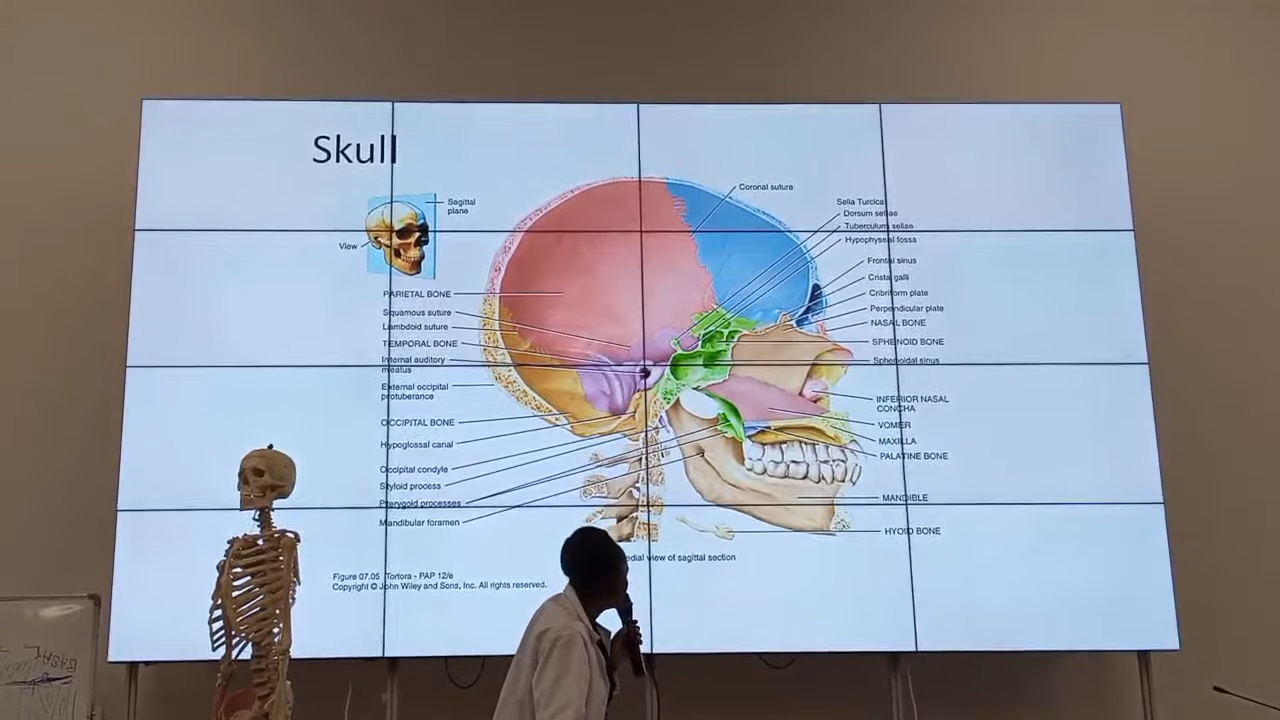 Skull
Sagittal
plane
View
PARIETAL BONE
Squamous suture
Lambdoid suture
TEMPORAL BONE
Internal auditory
meatus
External occipital
protuberance
OCCIPITAL BONE
Hypoglossal canal
Occipital condyle
Styloid process
Pterygoid processes
Mandibular foramen
Coronal suture
Sella Turcica:
Dorsum sellae
Tuberculum sellae
Hypophyseal fossa
Frontal sinus
Crista galli
Cribriform plate
Perpendicular plate
NASAL BONE
SPHENOID BONE
Sphenoidal sinus
INFERIOR NASAL
CONCHA
VOMER
MAXILLA
PALATINE BONE
MANDIBLE
HYOID BONE
view of sagittal section
Figure 07.05 Tortora - PAP 12/e
Copyright © John Wiley and Sons, Inc. All rights reserved.